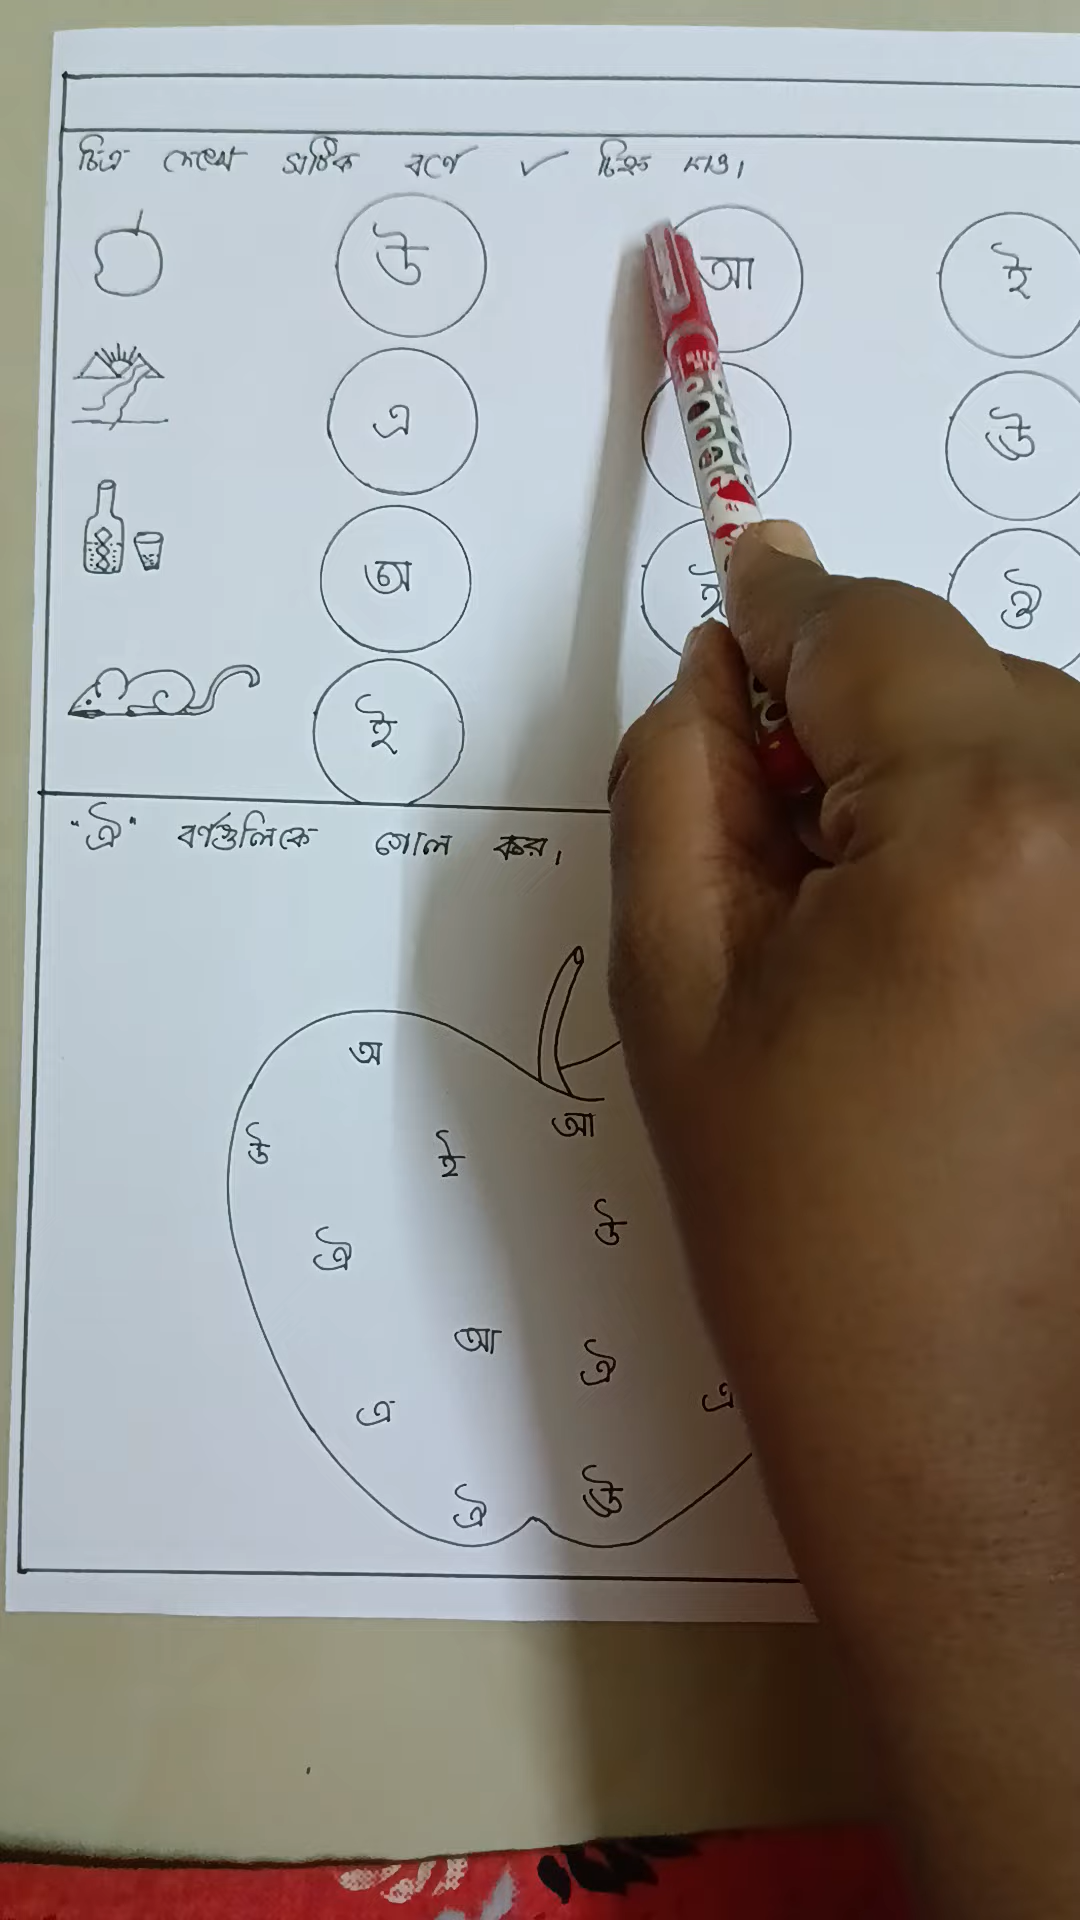 চিত্র দেখে সঠিক বর্ণে ✓ চিহ্ন দাও।
উ আ ই
এ ঊ
অ ই ঔ
ই
"ঐ" বর্ণগুলিকে গোল কর।
অ
আ
উ ই
উ
ঐ
আ
ঐ
এ এ
ঐ ঊ